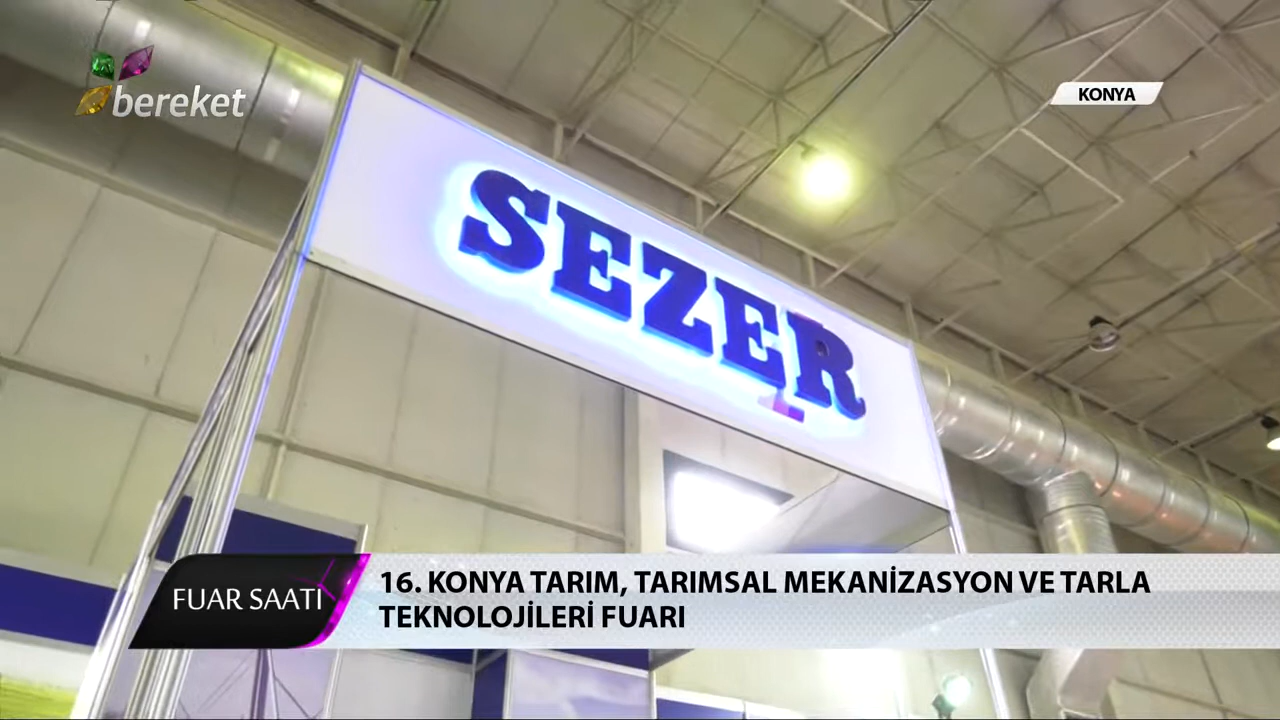 bereket
KONYA
SEZER
FUAR SAATİ
16. KONYA TARIM, TARIMSAL MEKANİZASYON VE TARLA
TEKNOLOJİLERİ FUARI